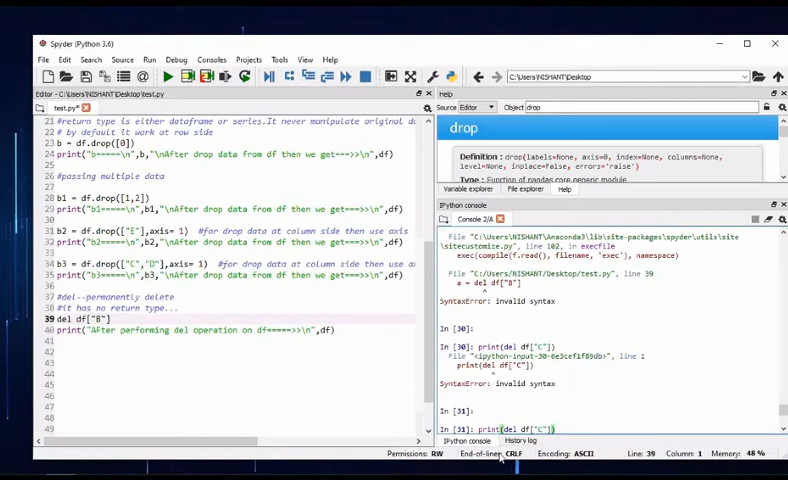 Spyder (Python 3.6)
File Edit Search Source Run Debug Consoles Projects Tools View Help
C:\Users\NISHANT\Desktop
Editor - C:\Users\NISHANT\Desktop\test.py
test.py*
21 #return type is either dataframe or series.It never manipulate original da
22 # by default it work at row side
23 b = df.drop([0])
24 print("b=====\n",b,"\nAfter drop data from df then we get===>>\n",df)
25
26 #passing multiple data
27
28 b1 = df.drop([1,2])
29 print("b1=====\n",b1,"\nAfter drop data from df then we get===>>\n",df)
30
31 b2 = df.drop(["E"],axis= 1) #for drop data at column side then use axis
32 print("b2=====\n",b2,"\nAfter drop data from df then we get===>>\n",df)
33
34 b3 = df.drop(["C","D"],axis= 1) #for drop data at column side then use ax
35 print("b3=====\n",b3,"\nAfter drop data from df then we get===>>\n",df)
36
37 #del--permanently delete
38 #it has no return type...
39 del df["B"]
40 print("AFter performing del operation on df=====>>\n",df)
41
42
43
44
45
46
47
48
49
Help
Source Editor Object drop
drop
Definition : drop(labels=None, axis=0, index=None, columns=None,
level=None, inplace=False, errors='raise')
Type : Function of pandas.core.generic module
Variable explorer File explorer Help
IPython console
Console 2/A
File "C:\Users\NISHANT\Anaconda3\lib\site-packages\spyder\utils\site
\sitecustomize.py", line 102, in execfile
exec(compile(f.read(), filename, 'exec'), namespace)
File "C:/Users/NISHANT/Desktop/test.py", line 39
a = del df["B"]
^
SyntaxError: invalid syntax
In [30]:
In [30]: print(del df["C"])
File "<ipython-input-30-6e3cef1f89db>", line 1
print(del df["C"])
^
SyntaxError: invalid syntax
In [31]:
In [31]: print(del df["C"])
IPython console History log
Permissions: RW End-of-lines: CRLF Encoding: ASCII Line: 39 Column: 1 Memory: 48 %